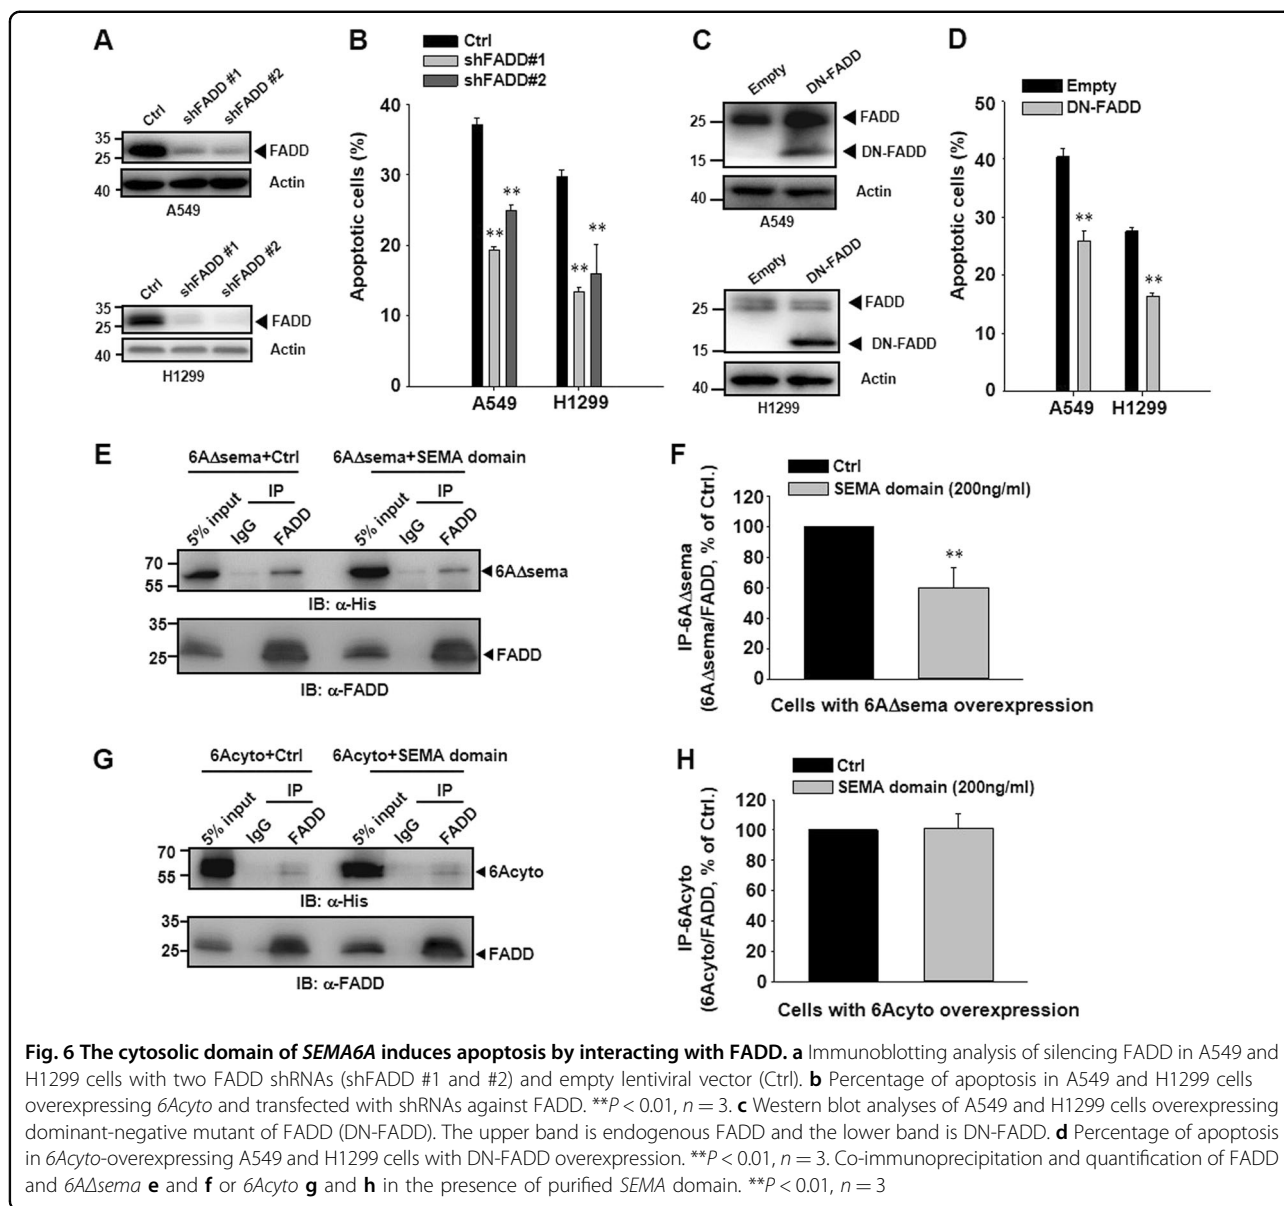 A
Ctrl
shFADD #1
shFADD #2
35
25
FADD
40
Actin
A549
Ctrl
shFADD #1
shFADD #2
35
25
FADD
40
Actin
H1299
B
Ctrl
shFADD#1
shFADD#2
Apoptotic cells (%)
40
30
20
10
0
**
**
**
**
A549
H1299
C
Empty
DN-FADD
25
15
FADD
DN-FADD
40
Actin
A549
Empty
DN-FADD
25
15
FADD
DN-FADD
40
Actin
H1299
D
Empty
DN-FADD
Apoptotic cells (%)
50
40
30
20
10
0
**
**
A549
H1299
E
6AΔsema+Ctrl
6AΔsema+SEMA domain
IP
IP
5% input
IgG
FADD
5% input
IgG
FADD
70
55
6AΔsema
IB: α-His
35
25
FADD
IB: α-FADD
F
Ctrl
SEMA domain (200ng/ml)
IP-6AΔsema
(6AΔsema/FADD, % of Ctrl.)
120
100
80
60
40
20
0
**
Cells with 6AΔsema overexpression
G
6Acyto+Ctrl
6Acyto+SEMA domain
IP
IP
5% input
IgG
FADD
5% input
IgG
FADD
70
55
6Acyto
IB: α-His
35
25
FADD
IB: α-FADD
H
Ctrl
SEMA domain (200ng/ml)
IP-6Acyto
(6Acyto/FADD, % of Ctrl.)
120
100
80
60
40
20
0
Cells with 6Acyto overexpression
Fig. 6 The cytosolic domain of SEMA6A induces apoptosis by interacting with FADD. a Immunoblotting analysis of silencing FADD in A549 and
H1299 cells with two FADD shRNAs (shFADD #1 and #2) and empty lentiviral vector (Ctrl). b Percentage of apoptosis in A549 and H1299 cells
overexpressing 6Acyto and transfected with shRNAs against FADD. **P < 0.01, n = 3. c Western blot analyses of A549 and H1299 cells overexpressing
dominant-negative mutant of FADD (DN-FADD). The upper band is endogenous FADD and the lower band is DN-FADD. d Percentage of apoptosis
in 6Acyto-overexpressing A549 and H1299 cells with DN-FADD overexpression. **P < 0.01, n = 3. Co-immunoprecipitation and quantification of FADD
and 6AΔsema e and f or 6Acyto g and h in the presence of purified SEMA domain. **P < 0.01, n = 3